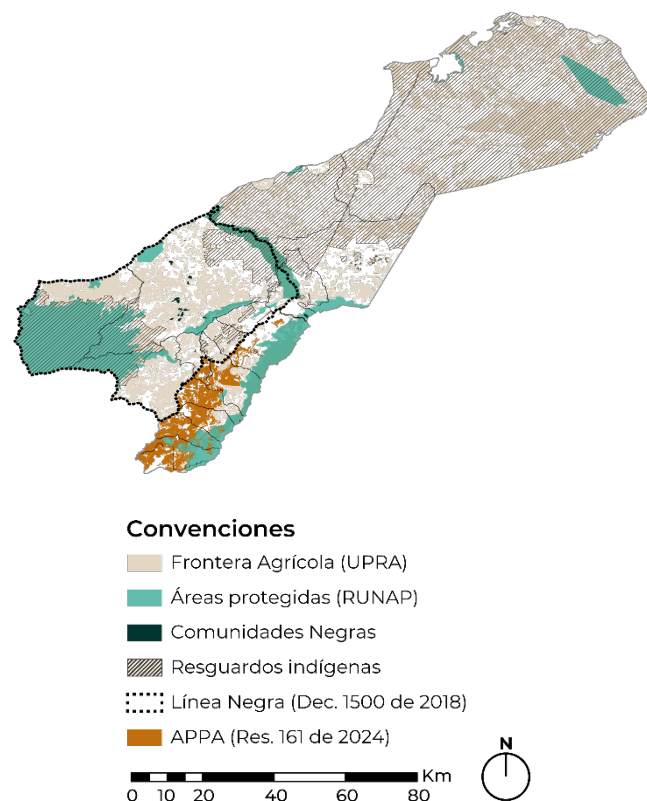 Convenciones
Frontera Agrícola (UPRA)
Áreas protegidas (RUNAP)
Comunidades Negras
Resguardos indígenas
Línea Negra (Dec. 1500 de 2018)
APPA (Res. 161 de 2024)
N
Km
0 10 20 40 60 80